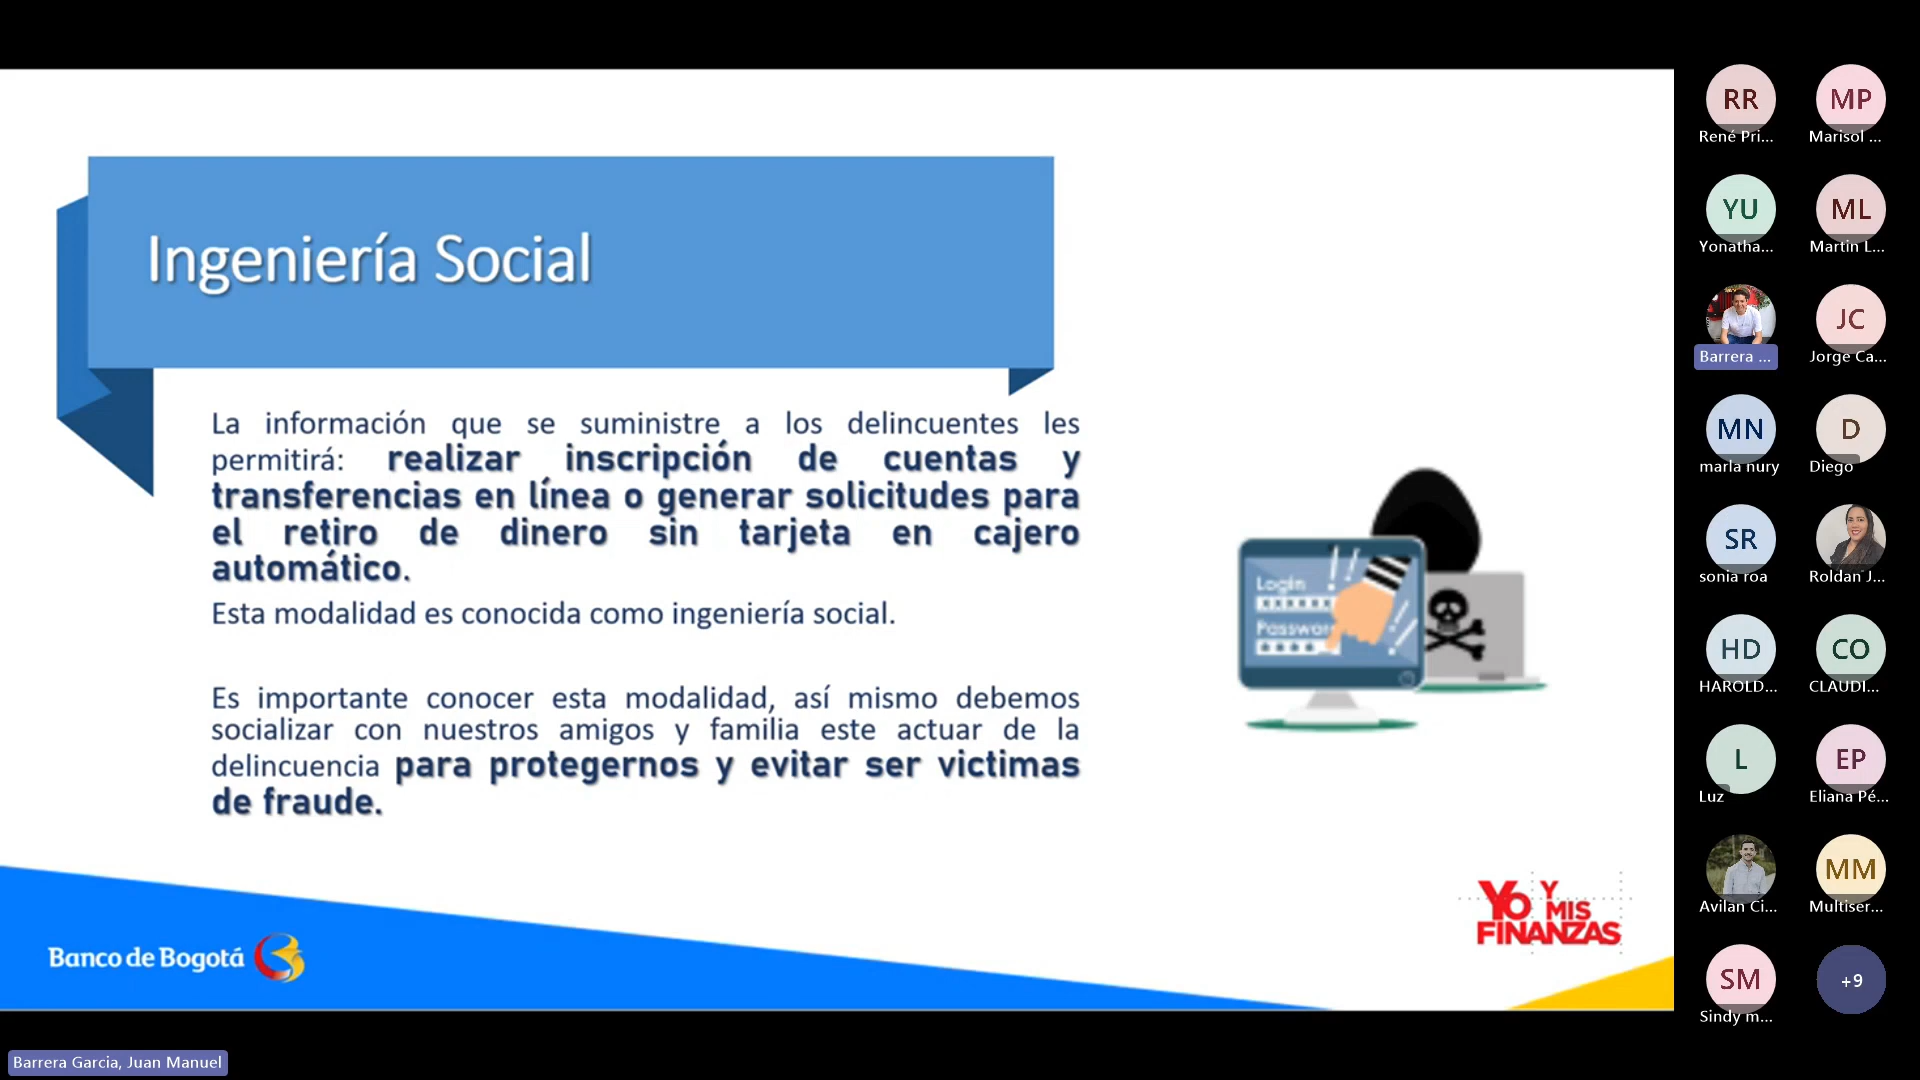 Ingeniería Social
La información que se suministre a los delincuentes les
permitirá: realizar inscripción de cuentas y
transferencias en línea o generar solicitudes para
el retiro de dinero sin tarjeta en cajero
automático.
Esta modalidad es conocida como ingeniería social.
Es importante conocer esta modalidad, así mismo debemos
socializar con nuestros amigos y familia este actuar de la
delincuencia para protegernos y evitar ser victimas
de fraude.
Login
Passwor
Banco de Bogotá
Yo Y
MIS
FINANZAS
Barrera Garcia, Juan Manuel
RR
René Pri...
MP
Marisol ...
YU
Yonatha...
ML
Martin L...
Barrera ...
JC
Jorge Ca...
MN
marla nury
D
Diego
SR
sonia roa
Roldan J...
HD
HAROLD...
CO
CLAUDI...
L
Luz
EP
Eliana Pé...
Avilan Ci...
MM
Multiser...
SM
Sindy m...
+9